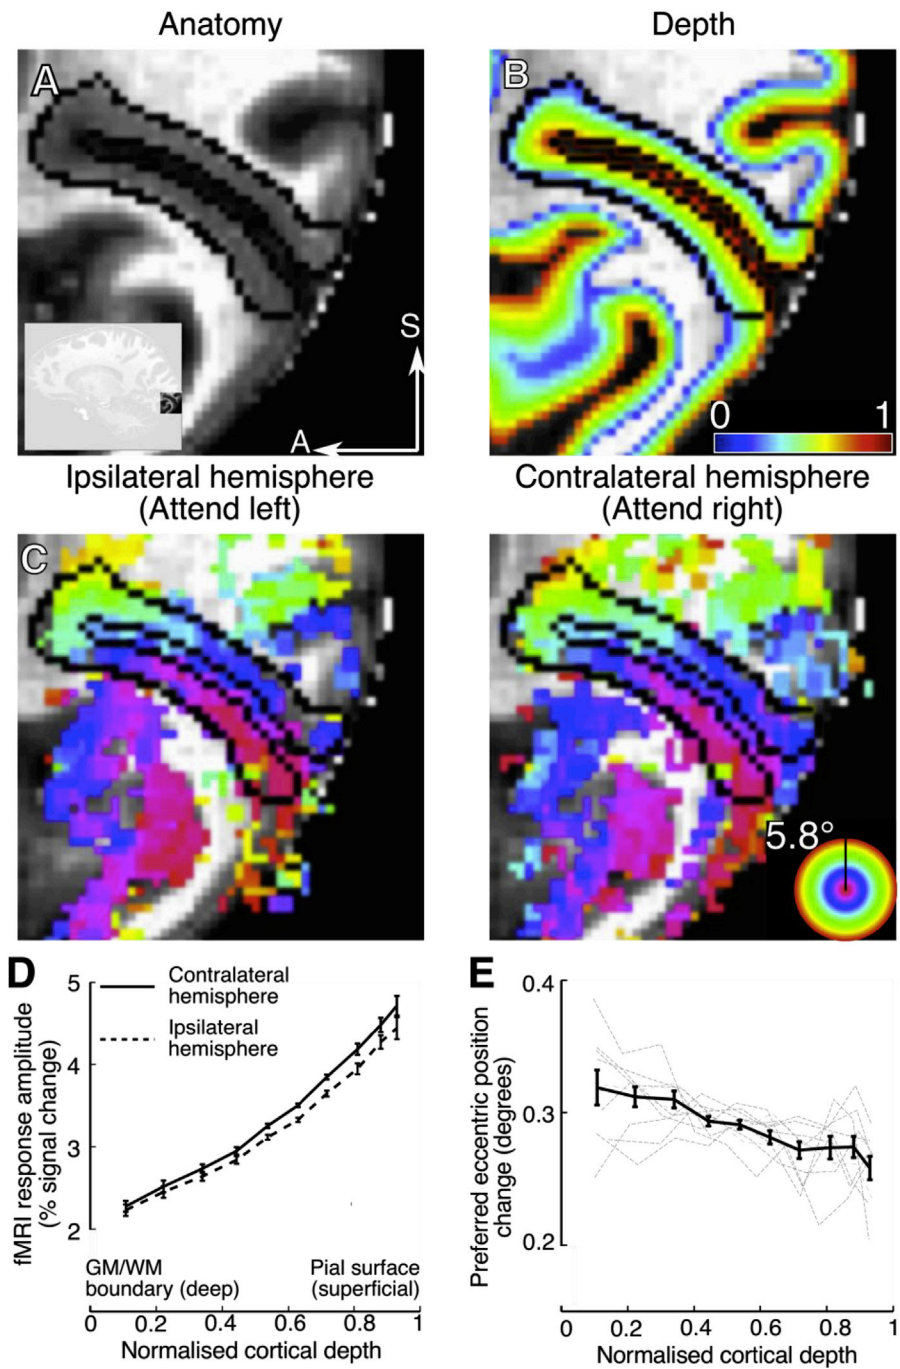 Anatomy
Depth
A
B
S
A
0 1
Ipsilateral hemisphere
(Attend left)
Contralateral hemisphere
(Attend right)
C
5.8°
D
Contralateral
hemisphere
Ipsilateral
hemisphere
fMRI response amplitude
(% signal change)
5
4
3
2
GM/WM
boundary (deep)
Pial surface
(superficial)
0 0.2 0.4 0.6 0.8 1
Normalised cortical depth
E
Preferred eccentric position
change (degrees)
0.4
0.3
0.2
0 0.2 0.4 0.6 0.8 1
Normalised cortical depth